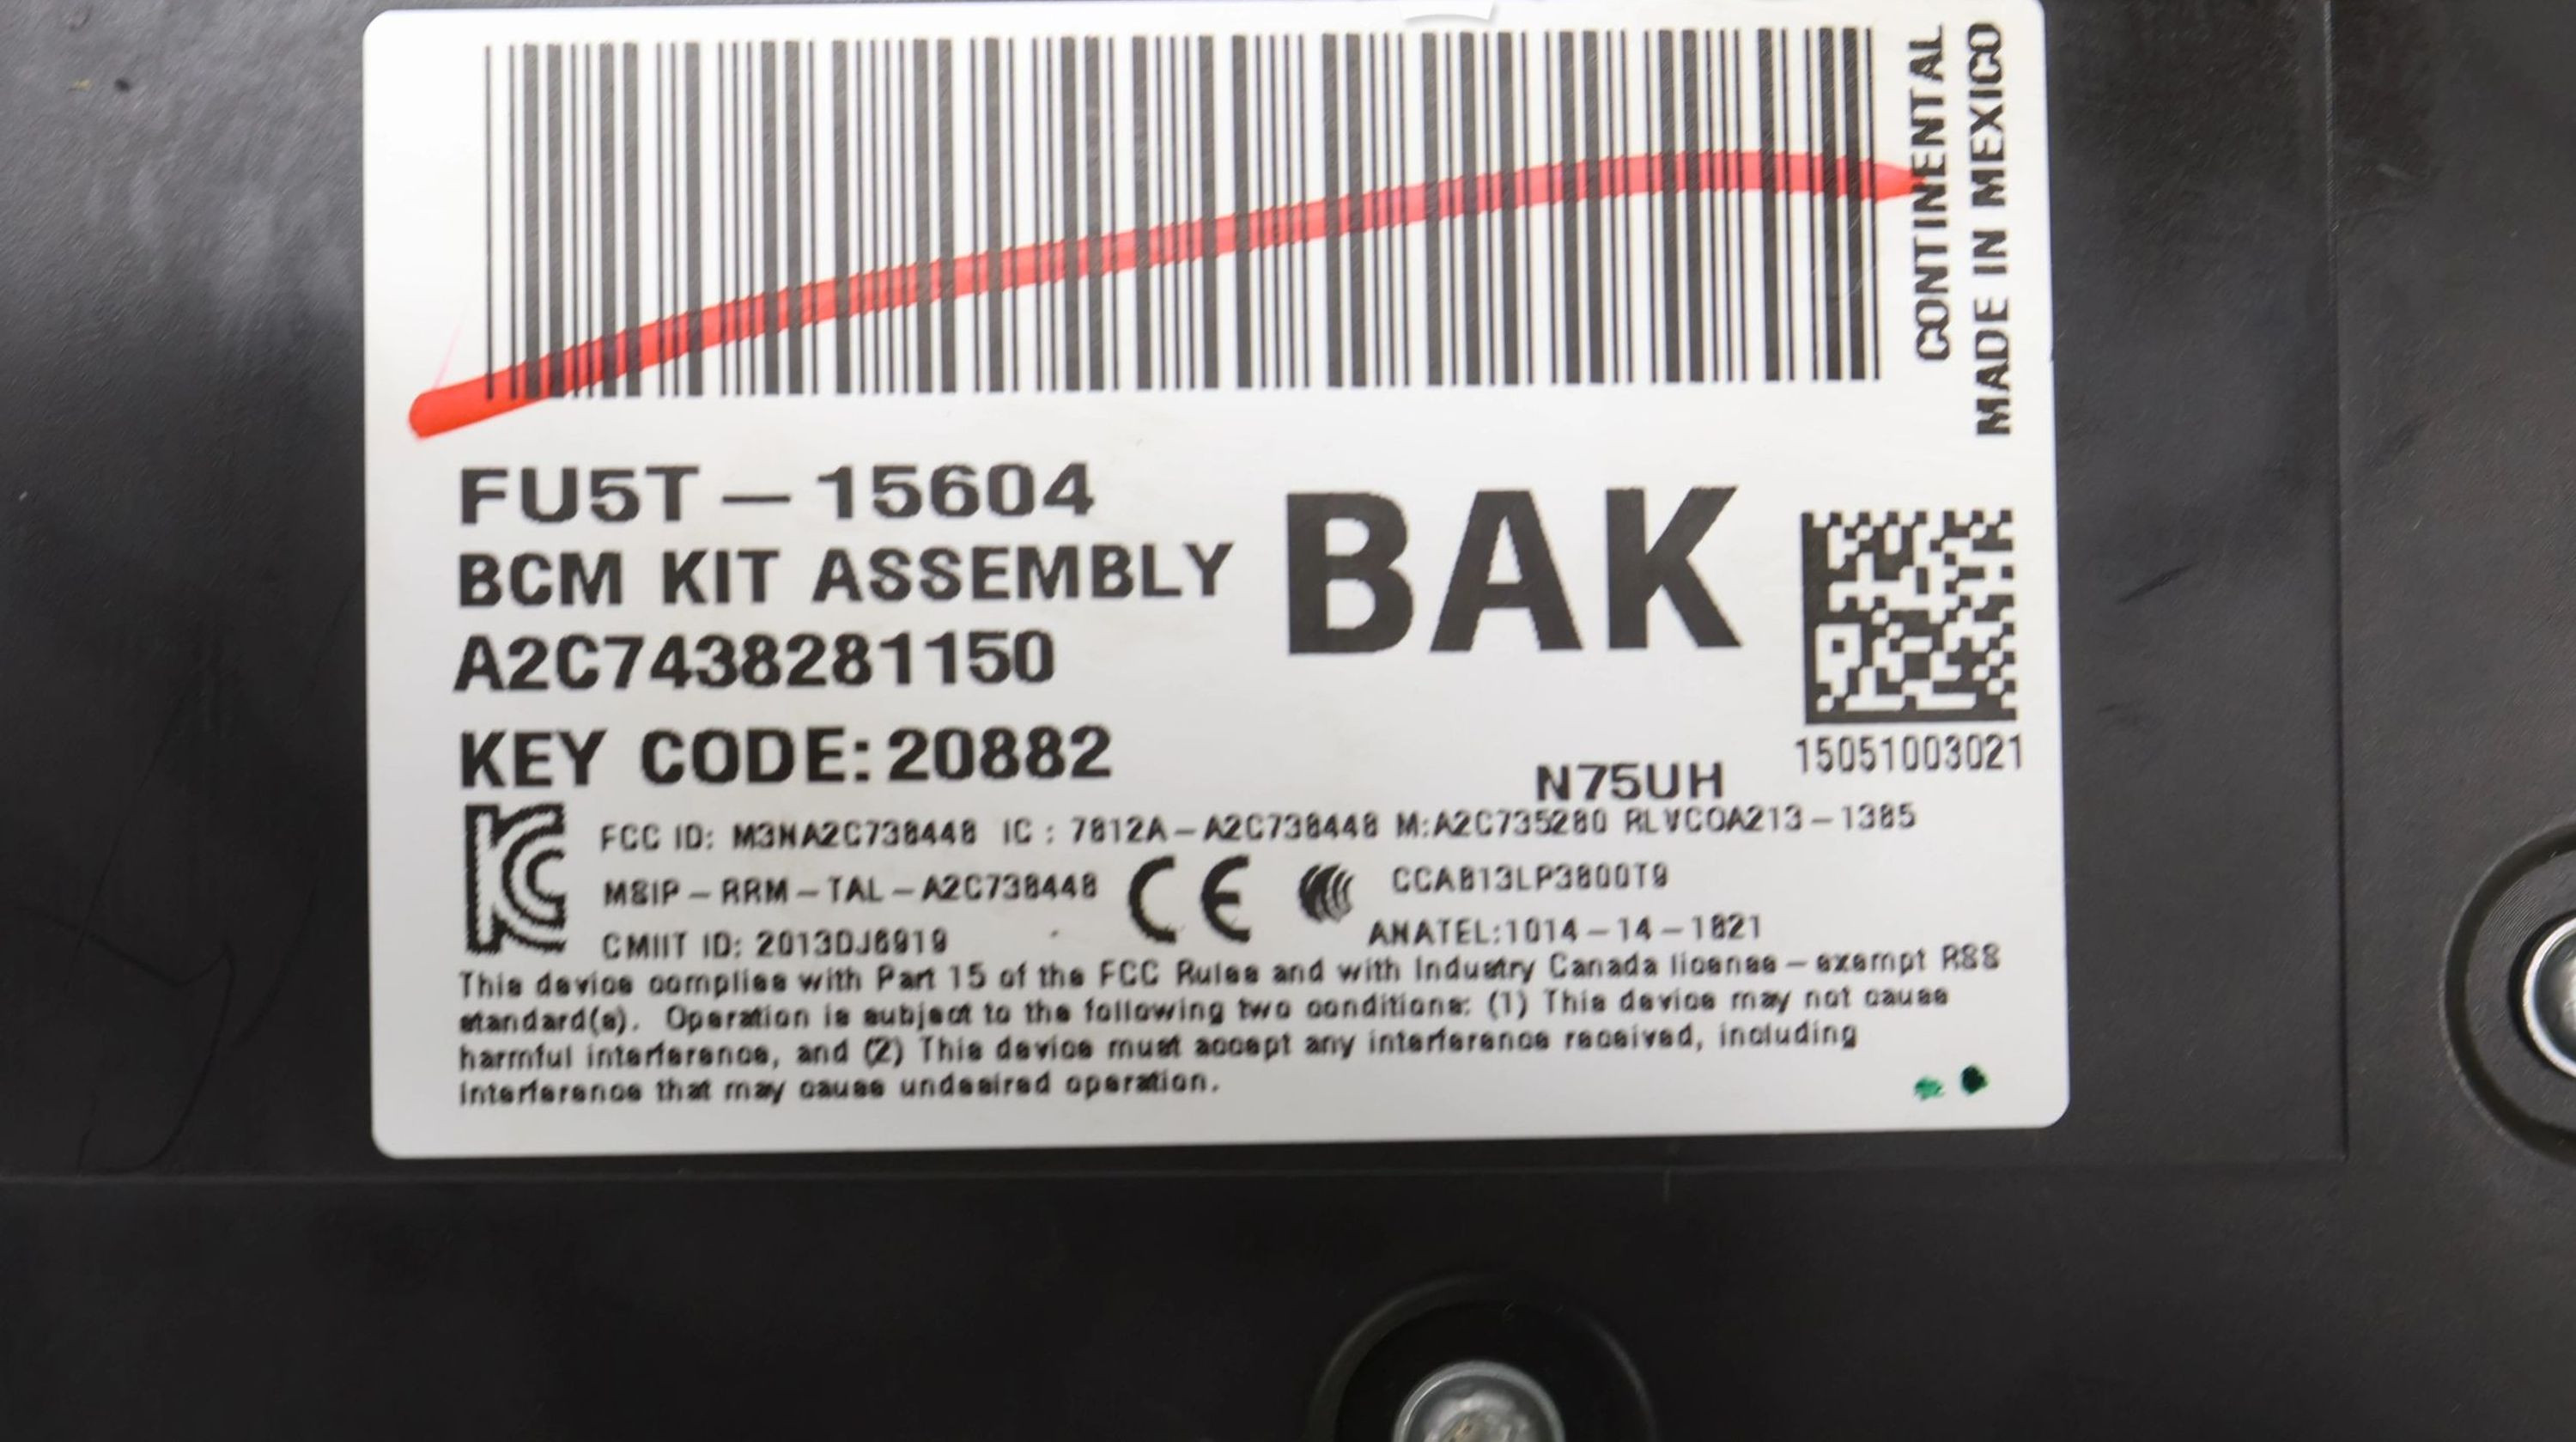 CONTINENTAL
MADE IN MEXICO
FU5T – 15604
BCM KIT ASSEMBLY
BAK
A2C7438281150
KEY CODE: 20882
15051003021
N75UH
FCC ID: M3NA2C738448 IC : 7812A – A2C738448 M:A2C735280 RLVCOA213 – 1385
MSIP – RRM – TAL – A2C738448
CE
CCAB13LP3800T9
CMIIT ID: 2013DJ6919
ANATEL:1014 – 14 – 1821
This device complies with Part 15 of the FCC Rules and with Industry Canada license – exempt RSS
standard(s). Operation is subject to the following two conditions: (1) This device may not cause
harmful interference, and (2) This device must accept any interference received, including
interference that may cause undesired operation.